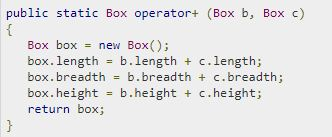 public static Box operator+ (Box b, Box c)
{
   Box box = new Box();
   box.length = b.length + c.length;
   box.breadth = b.breadth + c.breadth;
   box.height = b.height + c.height;
   return box;
}